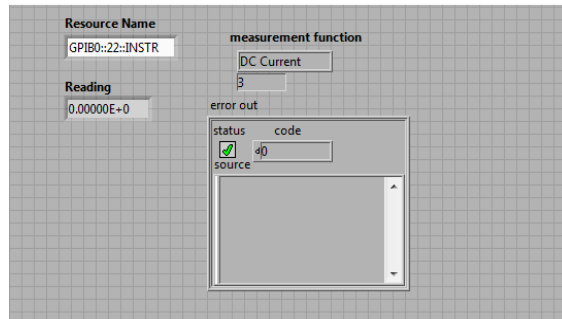 Resource Name
GPIB0::22::INSTR
measurement function
DC Current
3
Reading
0.00000E+0
error out
status code
d0
source